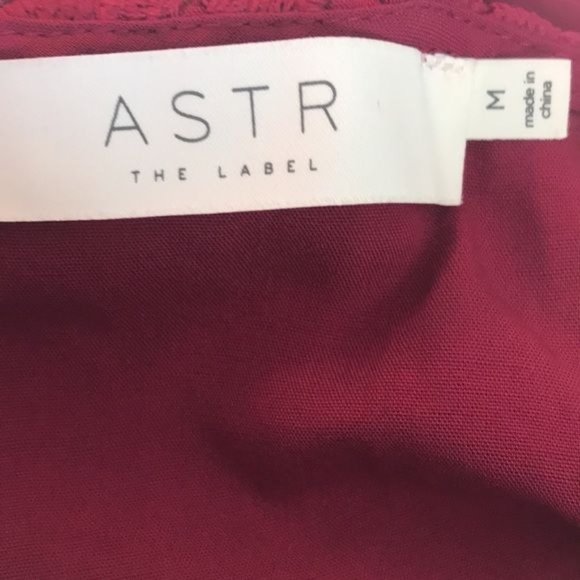 ASTR
THE LABEL
M
made in
china